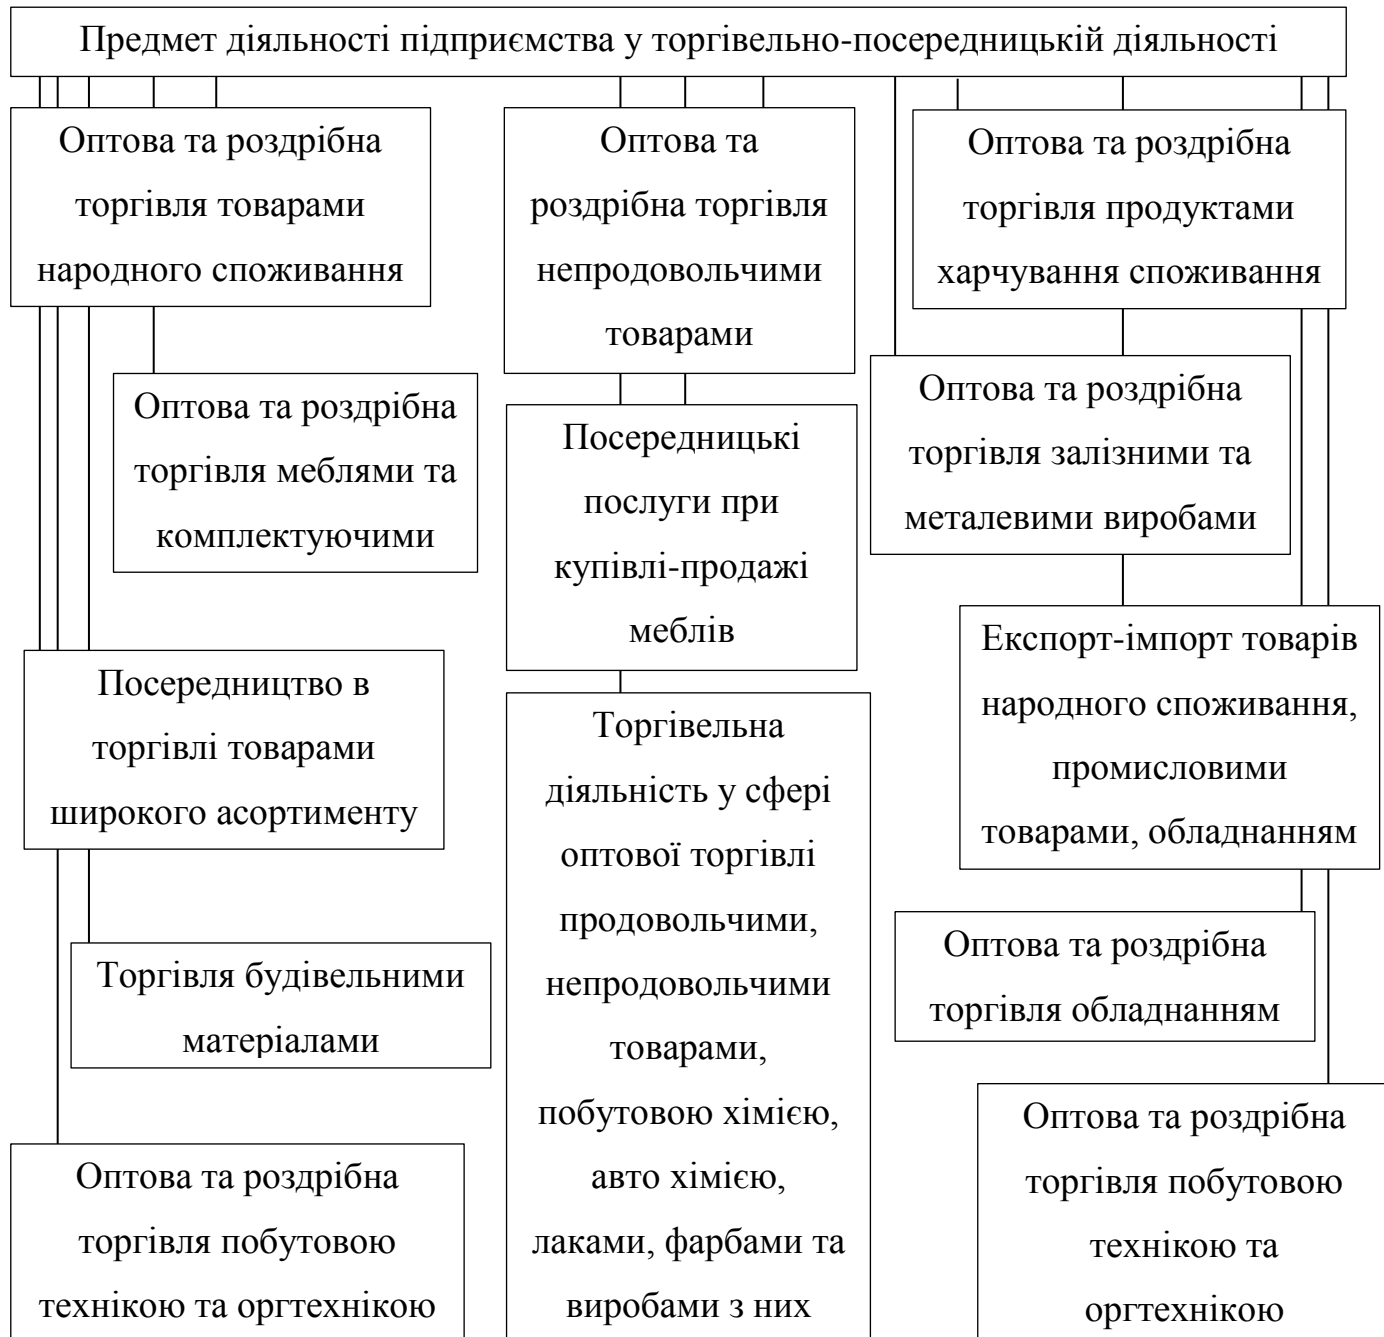 Предмет діяльності підприємства у торгівельно-посередницькій діяльності
Оптова та роздрібна
торгівля товарами
народного споживання
Оптова та
роздрібна торгівля
непродовольчими
товарами
Оптова та роздрібна
торгівля продуктами
харчування споживання
Оптова та роздрібна
торгівля меблями та
комплектуючими
Посередницькі
послуги при
купівлі-продажі
меблів
Оптова та роздрібна
торгівля залізними та
металевими виробами
Посередництво в
торгівлі товарами
широкого асортименту
Торгівельна
діяльність у сфері
оптової торгівлі
продовольчими,
непродовольчими
товарами,
побутовою хімією,
авто хімією,
лаками, фарбами та
виробами з них
Експорт-імпорт товарів
народного споживання,
промисловими
товарами, обладнанням
Торгівля будівельними
матеріалами
Оптова та роздрібна
торгівля обладнанням
Оптова та роздрібна
торгівля побутовою
технікою та оргтехнікою
Оптова та роздрібна
торгівля побутовою
технікою та
оргтехнікою